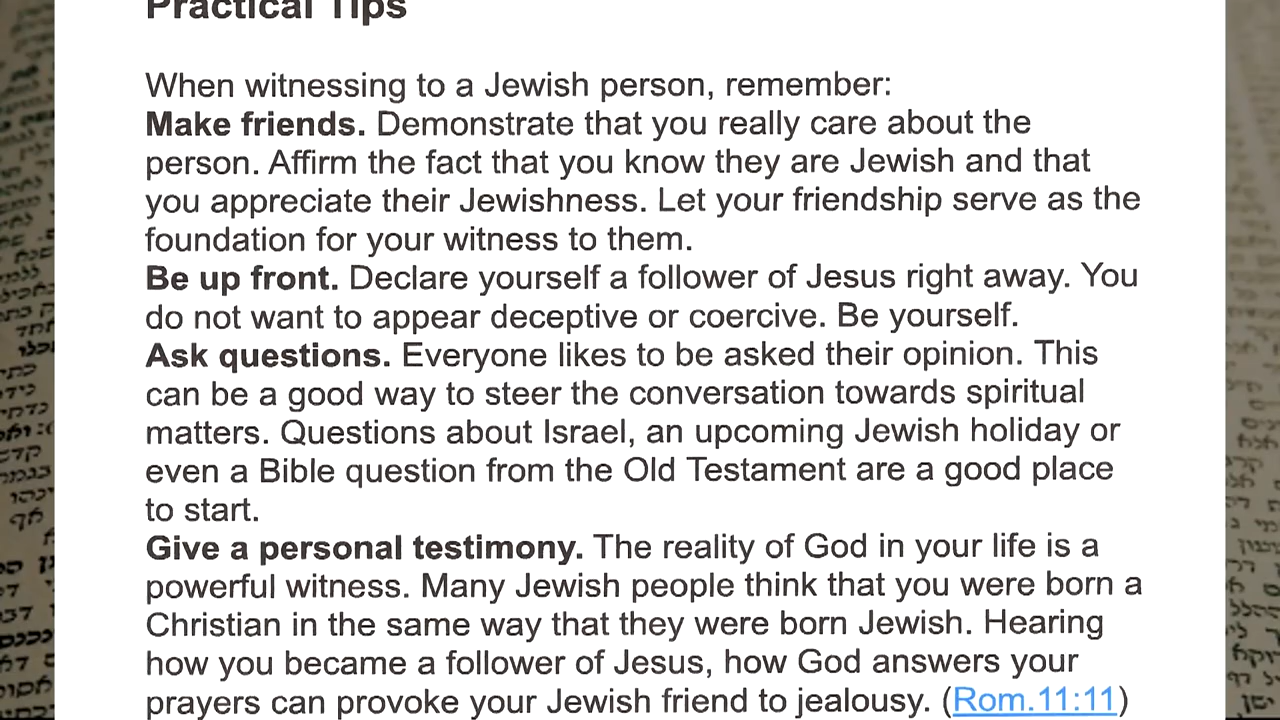 Practical Tips
When witnessing to a Jewish person, remember:
Make friends. Demonstrate that you really care about the
person. Affirm the fact that you know they are Jewish and that
you appreciate their Jewishness. Let your friendship serve as the
foundation for your witness to them.
Be up front. Declare yourself a follower of Jesus right away. You
do not want to appear deceptive or coercive. Be yourself.
Ask questions. Everyone likes to be asked their opinion. This
can be a good way to steer the conversation towards spiritual
matters. Questions about Israel, an upcoming Jewish holiday or
even a Bible question from the Old Testament are a good place
to start.
Give a personal testimony. The reality of God in your life is a
powerful witness. Many Jewish people think that you were born a
Christian in the same way that they were born Jewish. Hearing
how you became a follower of Jesus, how God answers your
prayers can provoke your Jewish friend to jealousy. (Rom.11:11)